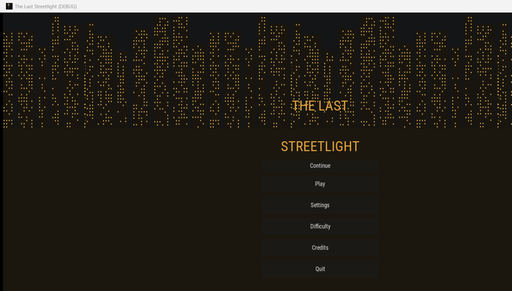 The Last Streetlight (DEBUG)
THE LAST
STREETLIGHT
Continue
Play
Settings
Difficulty
Credits
Quit